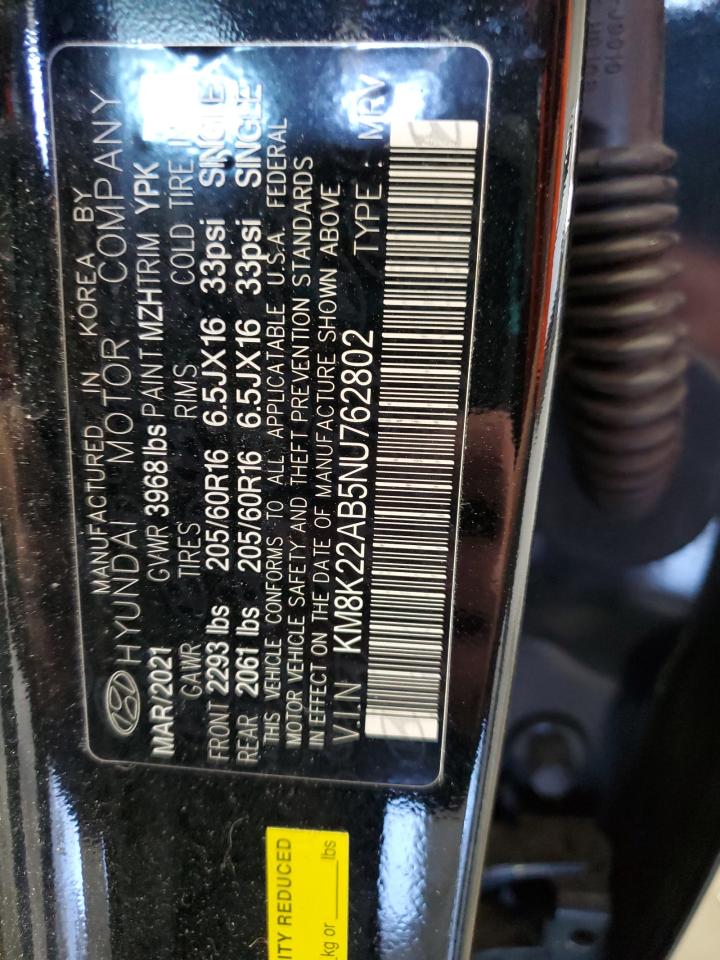 MANUFACTURED IN KOREA BY
HYUNDAI MOTOR COMPANY
MAR/2021 GVWR 3968 lbs PAINT MZH TRIM YPK
GAWR TIRES RIMS COLD TIRE
FRONT 2293 lbs 205/60R16 6.5JX16 33psi SINGLE
REAR 2061 lbs 205/60R16 6.5JX16 33psi SINGLE
THIS VEHICLE CONFORMS TO ALL APPLICABLE U.S.A. FEDERAL
MOTOR VEHICLE SAFETY AND THEFT PREVENTION STANDARDS
IN EFFECT ON THE DATE OF MANUFACTURE SHOWN ABOVE
VIN KM8K22AB5NU762802 TYPE : MRV
ITY REDUCED
kg or______lbs